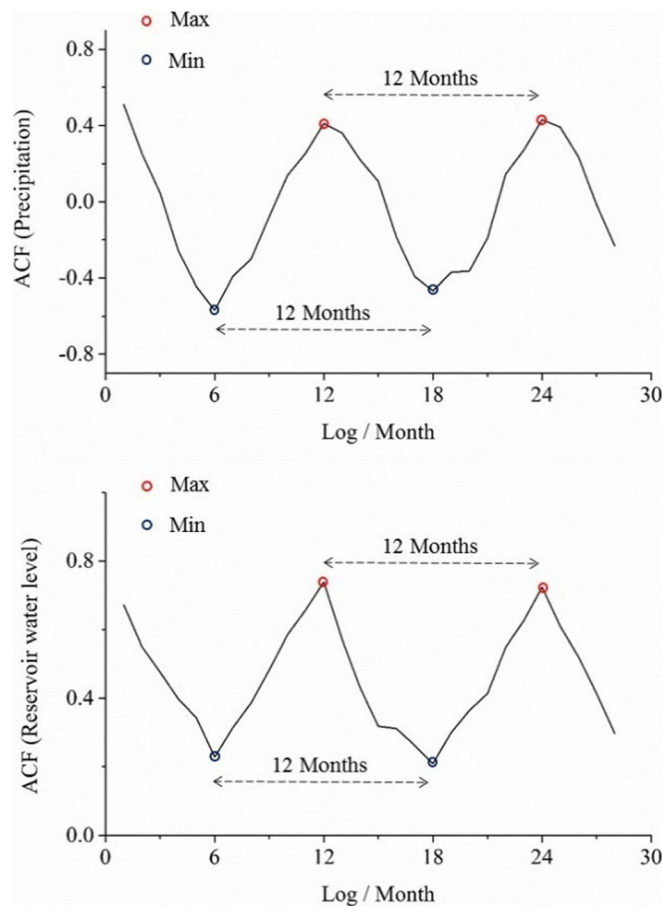 Max
Min
0.8
0.4
0.0
-0.4
-0.8
ACF (Precipitation)
12 Months
12 Months
0 6 12 18 24 30
Log / Month
Max
Min
0.8
0.4
0.0
ACF (Reservoir water level)
12 Months
12 Months
0 6 12 18 24 30
Log / Month